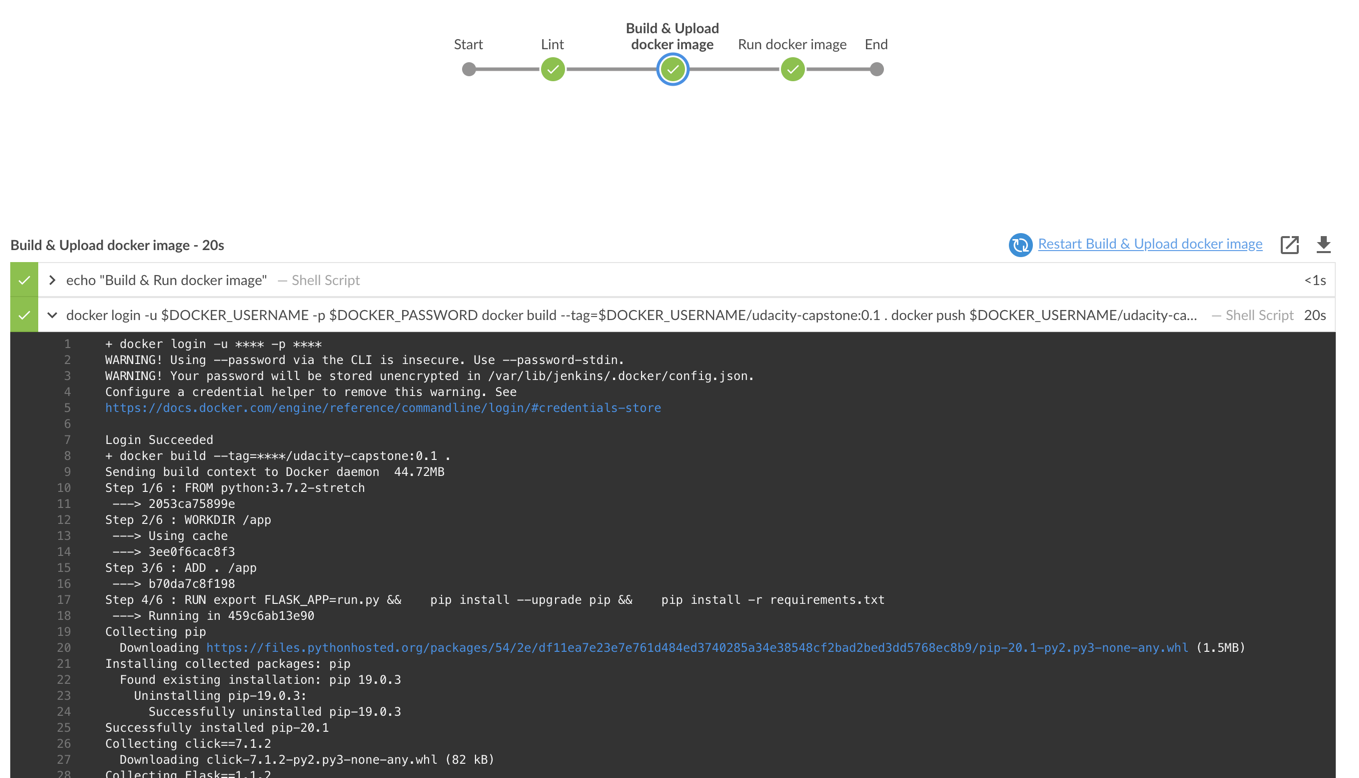 Build & Upload
Start Lint docker image Run docker image End
Build & Upload docker image - 20s Restart Build & Upload docker image
echo "Build & Run docker image" — Shell Script <1s
docker login -u $DOCKER_USERNAME -p $DOCKER_PASSWORD docker build --tag=$DOCKER_USERNAME/udacity-capstone:0.1 . docker push $DOCKER_USERNAME/udacity-ca... — Shell Script 20s
1 + docker login -u **** -p ****
2 WARNING! Using --password via the CLI is insecure. Use --password-stdin.
3 WARNING! Your password will be stored unencrypted in /var/lib/jenkins/.docker/config.json.
4 Configure a credential helper to remove this warning. See
5 https://docs.docker.com/engine/reference/commandline/login/#credentials-store
6
7 Login Succeeded
8 + docker build --tag=****/udacity-capstone:0.1 .
9 Sending build context to Docker daemon  44.72MB
10 Step 1/6 : FROM python:3.7.2-stretch
11  ---> 2053ca75899e
12 Step 2/6 : WORKDIR /app
13  ---> Using cache
14  ---> 3ee0f6cac8f3
15 Step 3/6 : ADD . /app
16  ---> b70da7c8f198
17 Step 4/6 : RUN export FLASK_APP=run.py &&    pip install --upgrade pip &&    pip install -r requirements.txt
18  ---> Running in 459c6ab13e90
19 Collecting pip
20   Downloading https://files.pythonhosted.org/packages/54/2e/df11ea7e23e7e761d484ed3740285a34e38548cf2bad2bed3dd5768ec8b9/pip-20.1-py2.py3-none-any.whl (1.5MB)
21 Installing collected packages: pip
22   Found existing installation: pip 19.0.3
23     Uninstalling pip-19.0.3:
24       Successfully uninstalled pip-19.0.3
25 Successfully installed pip-20.1
26 Collecting click==7.1.2
27   Downloading click-7.1.2-py2.py3-none-any.whl (82 kB)
28 Collecting Flask==1.1.2